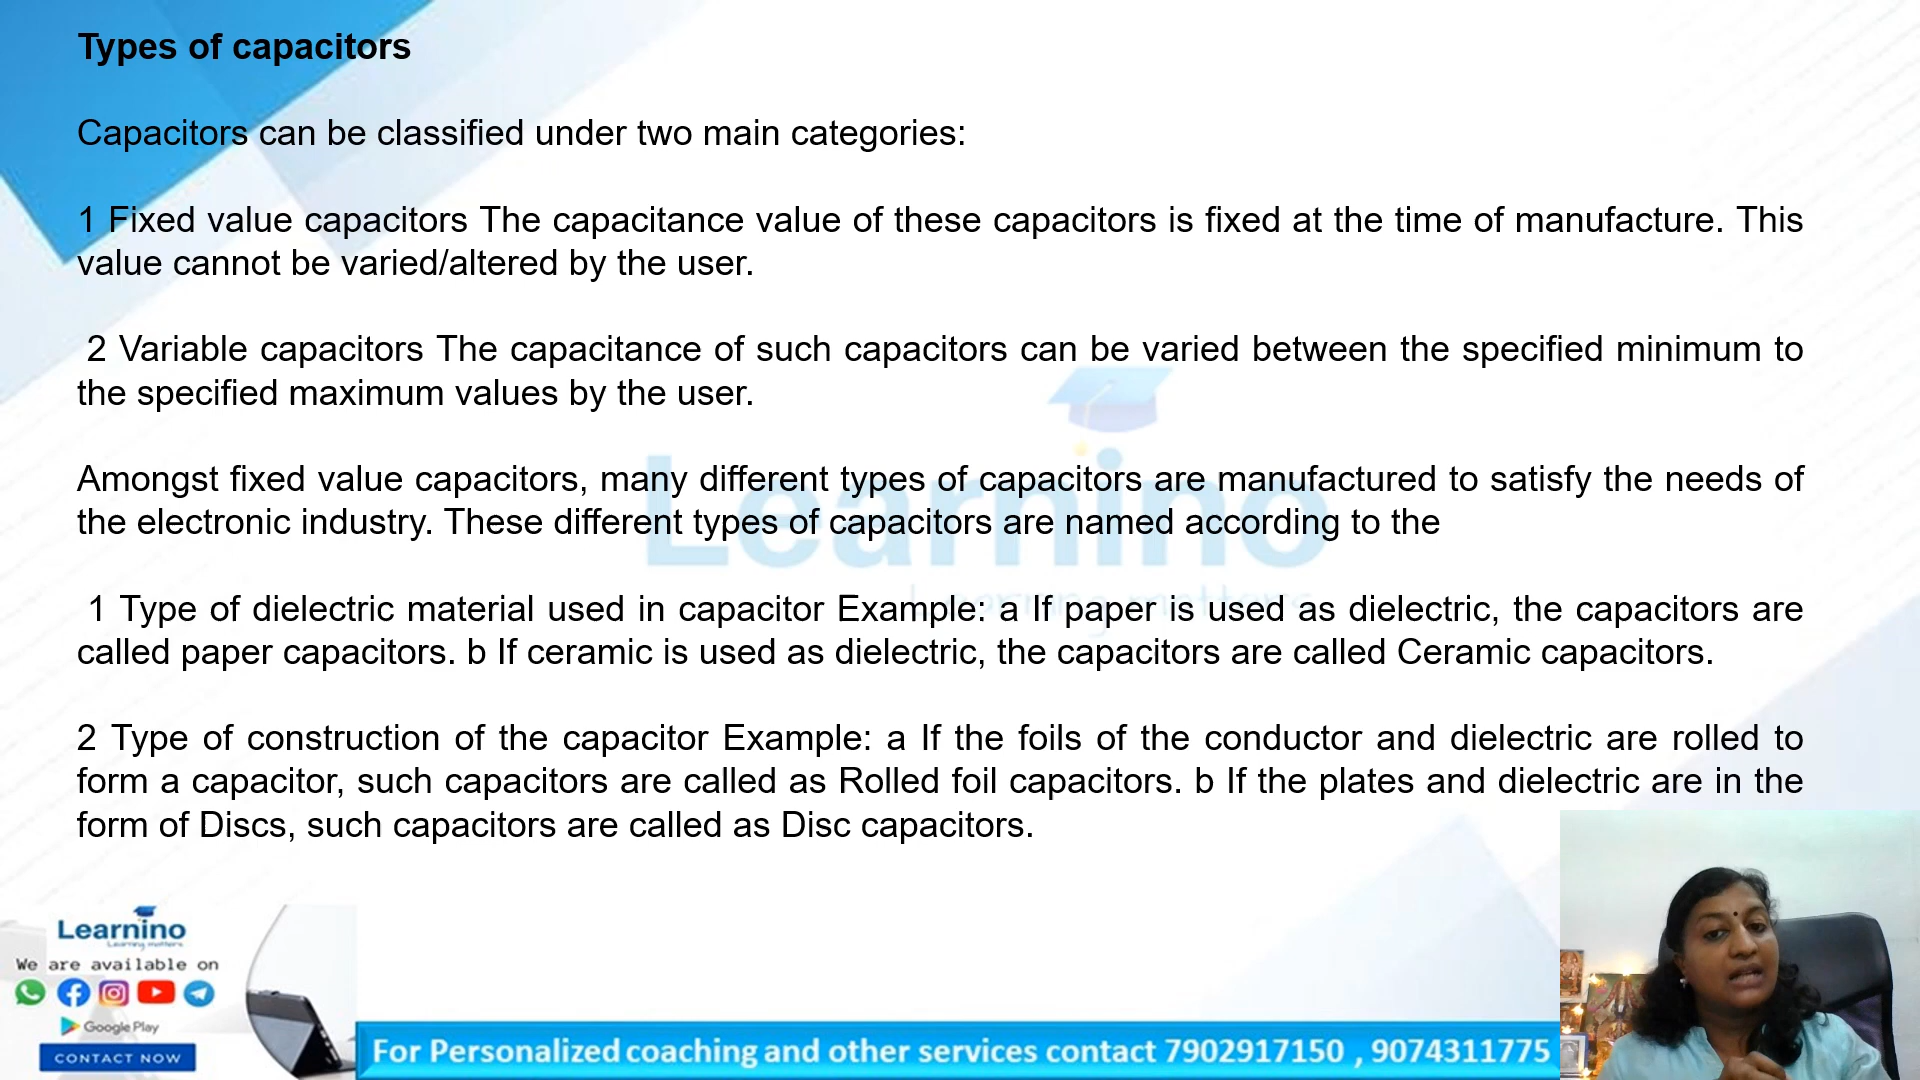 Types of capacitors
Capacitors can be classified under two main categories:
1 Fixed value capacitors The capacitance value of these capacitors is fixed at the time of manufacture. This
value cannot be varied/altered by the user.
2 Variable capacitors The capacitance of such capacitors can be varied between the specified minimum to
the specified maximum values by the user.
Amongst fixed value capacitors, many different types of capacitors are manufactured to satisfy the needs of
the electronic industry. These different types of capacitors are named according to the
1 Type of dielectric material used in capacitor Example: a If paper is used as dielectric, the capacitors are
called paper capacitors. b If ceramic is used as dielectric, the capacitors are called Ceramic capacitors.
2 Type of construction of the capacitor Example: a If the foils of the conductor and dielectric are rolled to
form a capacitor, such capacitors are called as Rolled foil capacitors. b If the plates and dielectric are in the
form of Discs, such capacitors are called as Disc capacitors.
Learnino
Learning matters
Learnino
Learning matters
We are available on
Google Play
CONTACT NOW
For Personalized coaching and other services contact 7902917150 , 9074311775